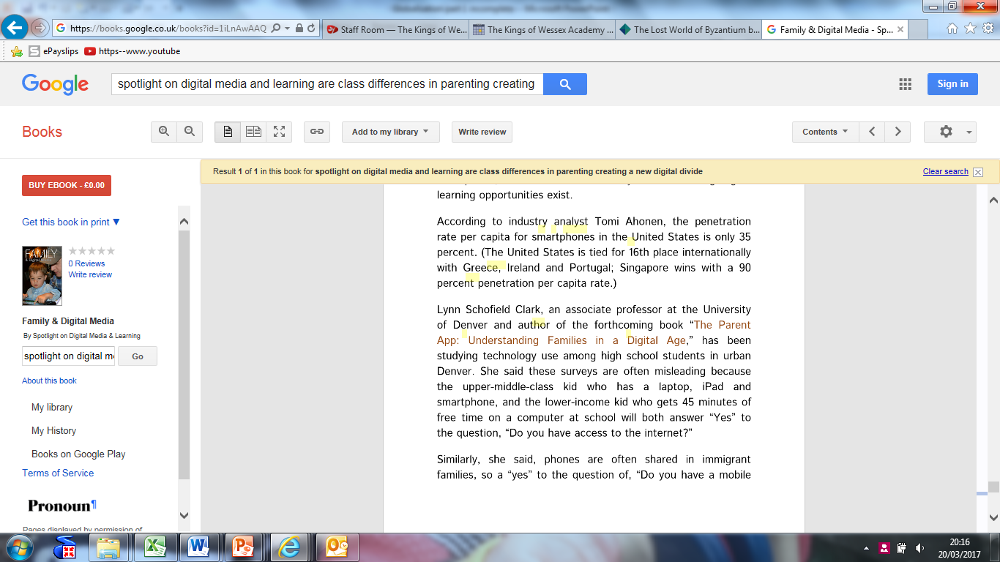 https://books.google.co.uk/books?id=1iLnAwAAQ
Staff Room — The Kings of We...
The Kings of Wessex Academy ...
The Lost World of Byzantium b...
Family & Digital Media - Sp...
ePayslips
https--www.youtube
Google
spotlight on digital media and learning are class differences in parenting creating
Sign in
Books
Add to my library
Write review
Contents
Result 1 of 1 in this book for spotlight on digital media and learning are class differences in parenting creating a new digital divide
Clear search
BUY EBOOK - £0.00
Get this book in print ▼
FAMILY
0 Reviews
Write review
Family & Digital Media
By Spotlight on Digital Media & Learning
spotlight on digital m
Go
About this book
My library
My History
Books on Google Play
Terms of Service
Pronoun¶
Pages displayed by permission of
learning opportunities exist.
According to industry analyst Tomi Ahonen, the penetration
rate per capita for smartphones in the United States is only 35
percent. (The United States is tied for 16th place internationally
with Greece, Ireland and Portugal; Singapore wins with a 90
percent penetration per capita rate.)
Lynn Schofield Clark, an associate professor at the University
of Denver and author of the forthcoming book “The Parent
App: Understanding Families in a Digital Age,” has been
studying technology use among high school students in urban
Denver. She said these surveys are often misleading because
the upper-middle-class kid who has a laptop, iPad and
smartphone, and the lower-income kid who gets 45 minutes of
free time on a computer at school will both answer “Yes” to
the question, “Do you have access to the internet?”
Similarly, she said, phones are often shared in immigrant
families, so a “yes” to the question of, “Do you have a mobile
20:16
20/03/2017